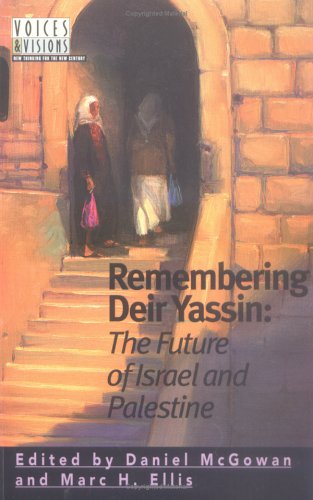 VOICES
& VISIONS
NEW THINKING FOR THE NEW CENTURY
Remembering
Deir Yassin:
The Future
of Israel and
Palestine
Edited by Daniel McGowan
and Marc H. Ellis